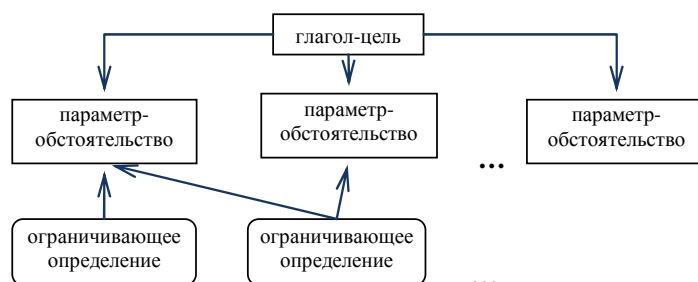 глагол-цель
параметр-
обстоятельство
параметр-
обстоятельство
...
параметр-
обстоятельство
ограничивающее
определение
ограничивающее
определение
...